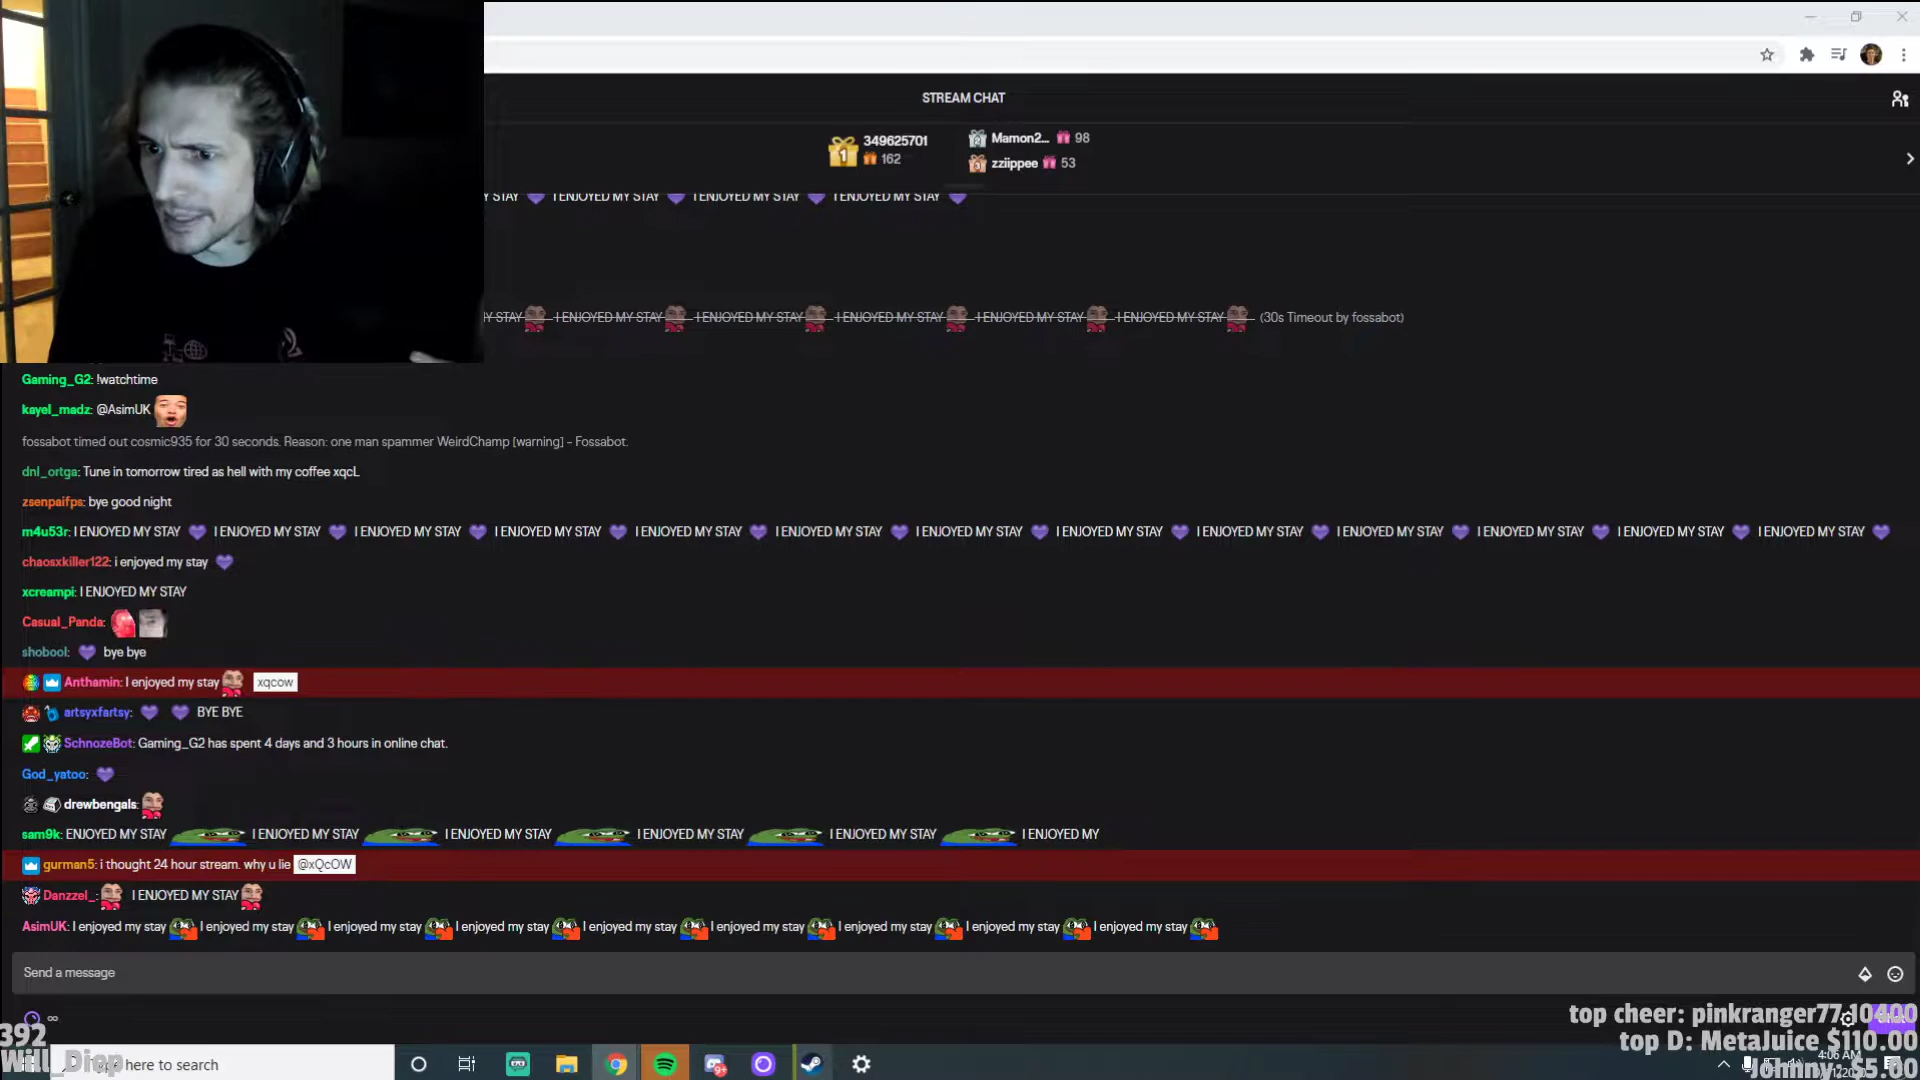 STREAM CHAT
349625701
162
Mamon2... 98
zziippee 53
Y STAY I ENJOYED MY STAY I ENJOYED MY STAY I ENJOYED MY STAY
Y STAY I ENJOYED MY STAY I ENJOYED MY STAY I ENJOYED MY STAY I ENJOYED MY STAY I ENJOYED MY STAY (30s Timeout by fossabot)
Gaming_G2: !watchtime
kayel_madz: @AsimUK
fossabot timed out cosmic935 for 30 seconds. Reason: one man spammer WeirdChamp [warning] - Fossabot.
dnl_ortga: Tune in tomorrow tired as hell with my coffee xqcL
zsenpaifps: bye good night
m4u53r: I ENJOYED MY STAY I ENJOYED MY STAY I ENJOYED MY STAY I ENJOYED MY STAY I ENJOYED MY STAY I ENJOYED MY STAY I ENJOYED MY STAY I ENJOYED MY STAY I ENJOYED MY STAY I ENJOYED MY STAY I ENJOYED MY STAY I ENJOYED MY STAY I ENJOYED MY STAY
chaosxkiller122: i enjoyed my stay
xcreampi: I ENJOYED MY STAY
Casual_Panda:
shobool: bye bye
Anthamin: I enjoyed my stay xqcow
artsyxfartsy: BYE BYE
SchnozeBot: Gaming_G2 has spent 4 days and 3 hours in online chat.
God_yatoo:
drewbengals:
sam9k: ENJOYED MY STAY I ENJOYED MY STAY I ENJOYED MY STAY I ENJOYED MY STAY I ENJOYED MY STAY I ENJOYED MY
gurman5: i thought 24 hour stream. why u lie @xQcOW
Danzzel_: I ENJOYED MY STAY
AsimUK: I enjoyed my stay I enjoyed my stay I enjoyed my stay I enjoyed my stay I enjoyed my stay I enjoyed my stay I enjoyed my stay I enjoyed my stay I enjoyed my stay
Send a message
top cheer: pinkranger77 10400
392
top D: MetaJuice $110.00
Will_Diep
here to search
4:06 AM
Johnny: $5.00